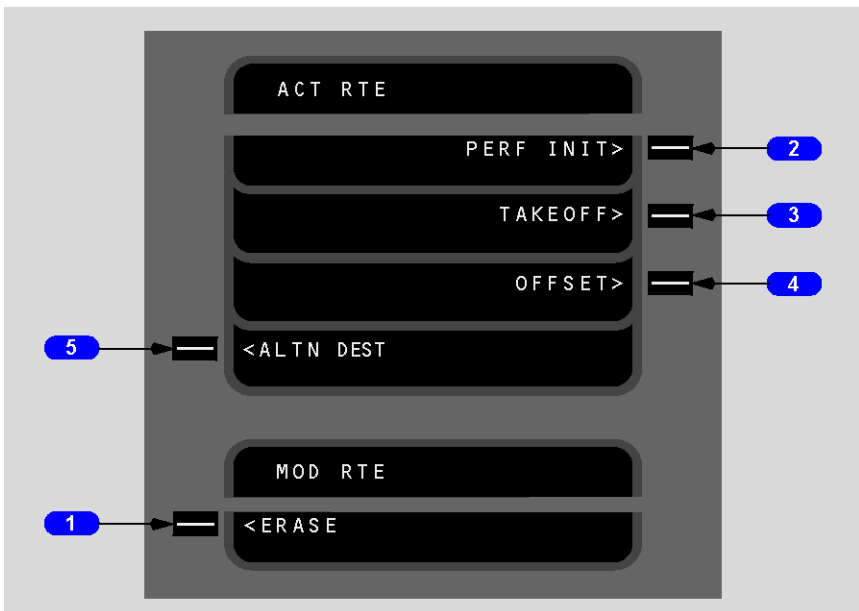 ACT RTE
PERF INIT>
2
TAKEOFF>
3
OFFSET>
4
5
<ALTN DEST
MOD RTE
1
<ERASE